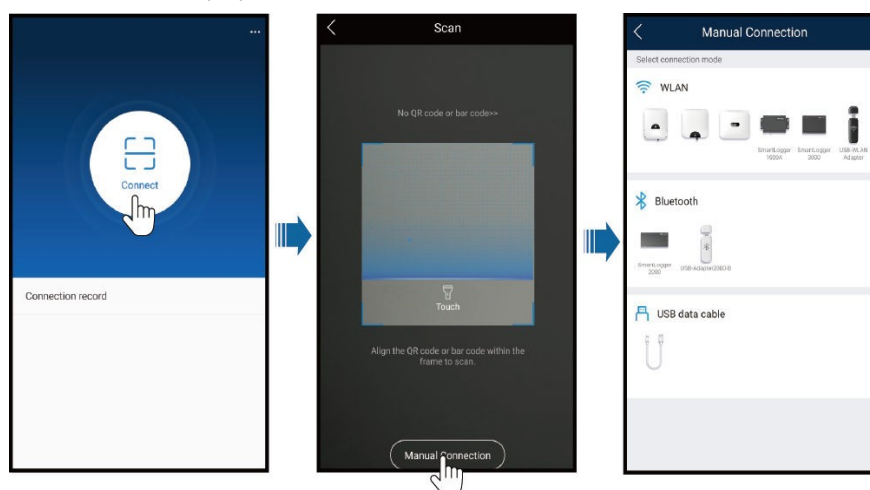 Connect
Connection record
Scan
No QR code or bar code>>
Touch
Align the QR code or bar code within the
frame to scan.
Manual Connection
Manual Connection
Select connection mode
WLAN
SmartLogger SmartLogger USB-WLAN
1000A 3000 Adapter
Bluetooth
SmartLogger
2000 USB-Adapter2000-B
USB data cable